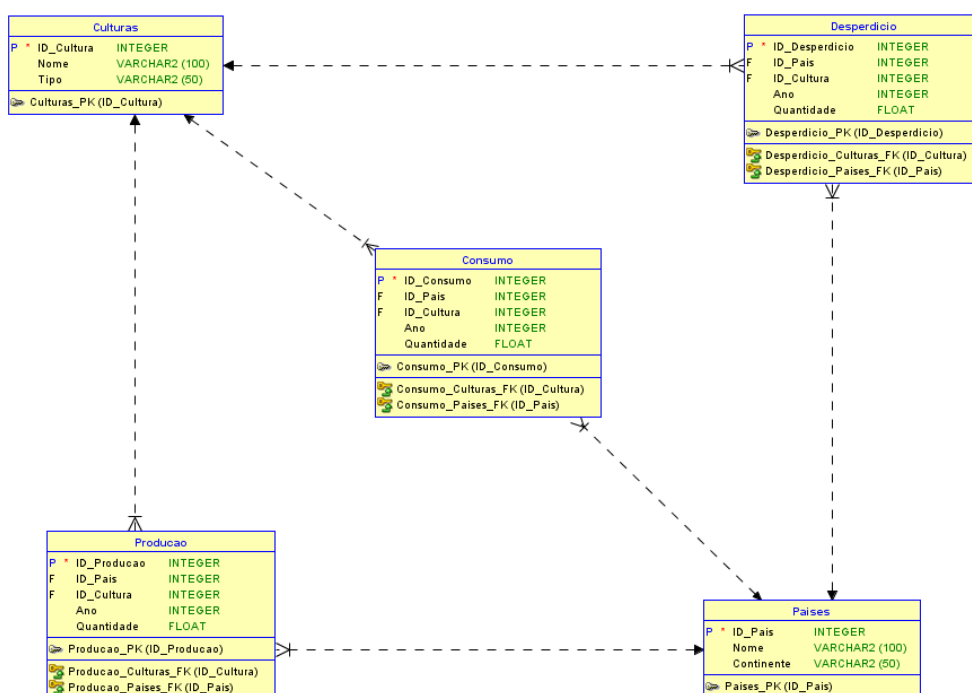 Culturas
P * ID_Cultura INTEGER
Nome VARCHAR2 (100)
Tipo VARCHAR2 (50)
Culturas_PK (ID_Cultura)
Desperdicio
P * ID_Desperdicio INTEGER
F ID_Pais INTEGER
F ID_Cultura INTEGER
Ano INTEGER
Quantidade FLOAT
Desperdicio_PK (ID_Desperdicio)
Desperdicio_Culturas_FK (ID_Cultura)
Desperdicio_Paises_FK (ID_Pais)
Consumo
P * ID_Consumo INTEGER
F ID_Pais INTEGER
F ID_Cultura INTEGER
Ano INTEGER
Quantidade FLOAT
Consumo_PK (ID_Consumo)
Consumo_Culturas_FK (ID_Cultura)
Consumo_Paises_FK (ID_Pais)
Producao
P * ID_Producao INTEGER
F ID_Pais INTEGER
F ID_Cultura INTEGER
Ano INTEGER
Quantidade FLOAT
Producao_PK (ID_Producao)
Producao_Culturas_FK (ID_Cultura)
Producao_Paises_FK (ID_Pais)
Paises
P * ID_Pais INTEGER
Nome VARCHAR2 (100)
Continente VARCHAR2 (50)
Paises_PK (ID_Pais)